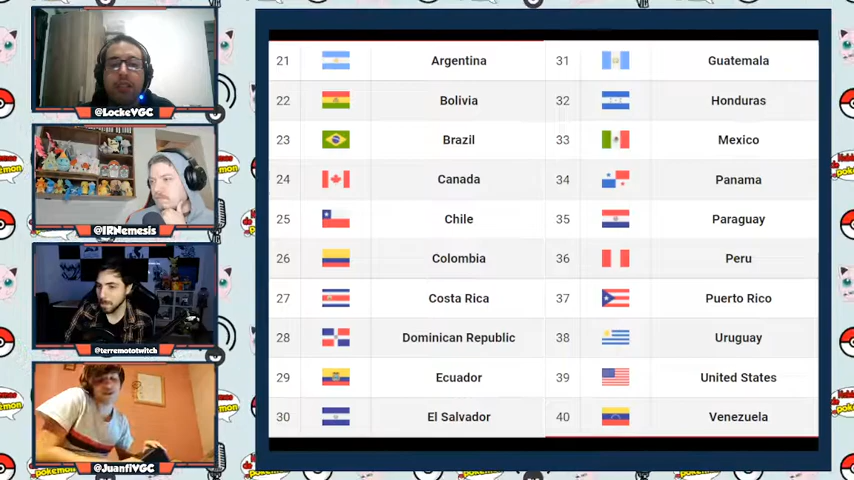 21 Argentina 31 Guatemala
22 Bolivia 32 Honduras
23 Brazil 33 Mexico
24 Canada 34 Panama
25 Chile 35 Paraguay
26 Colombia 36 Peru
27 Costa Rica 37 Puerto Rico
28 Dominican Republic 38 Uruguay
29 Ecuador 39 United States
30 El Salvador 40 Venezuela
@LockeVGC
@IRNemesis
@terremototwitch
@JuanfiVGC